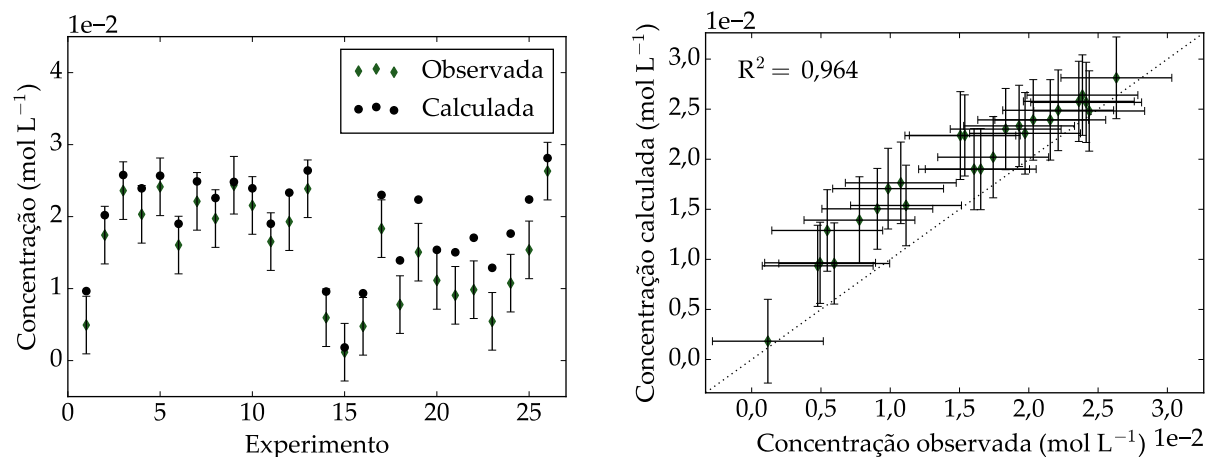 1e−2
4
3
2
1
0
Concentração (mol L⁻¹)
Observada
Calculada
0 5 10 15 20 25
Experimento
1e−2
3,0
2,5
2,0
1,5
1,0
0,5
0,0
Concentração calculada (mol L⁻¹)
R² = 0,964
0,0 0,5 1,0 1,5 2,0 2,5 3,0
Concentração observada (mol L⁻¹) 1e−2